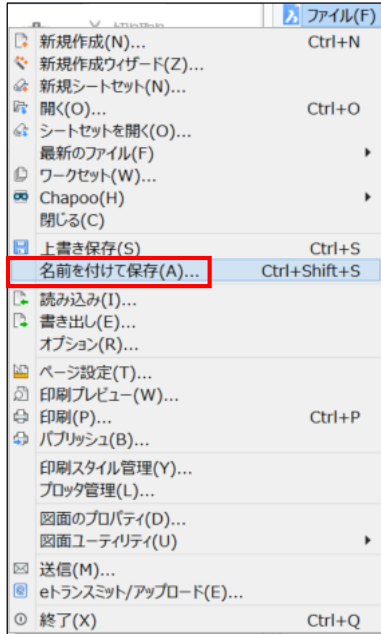 ファイル(F)
新規作成(N)... Ctrl+N
新規作成ウィザード(Z)...
新規シートセット(N)...
開く(O)... Ctrl+O
シートセットを開く(O)...
最新のファイル(F)
ワークセット(W)...
Chapoo(H)
閉じる(C)
上書き保存(S) Ctrl+S
名前を付けて保存(A)... Ctrl+Shift+S
読み込み(I)...
書き出し(E)...
オプション(R)...
ページ設定(T)...
印刷プレビュー(W)...
印刷(P)... Ctrl+P
パブリッシュ(B)...
印刷スタイル管理(Y)...
プロッタ管理(L)...
図面のプロパティ(D)...
図面ユーティリティ(U)
送信(M)...
eトランスミット/アップロード(E)...
終了(X) Ctrl+Q